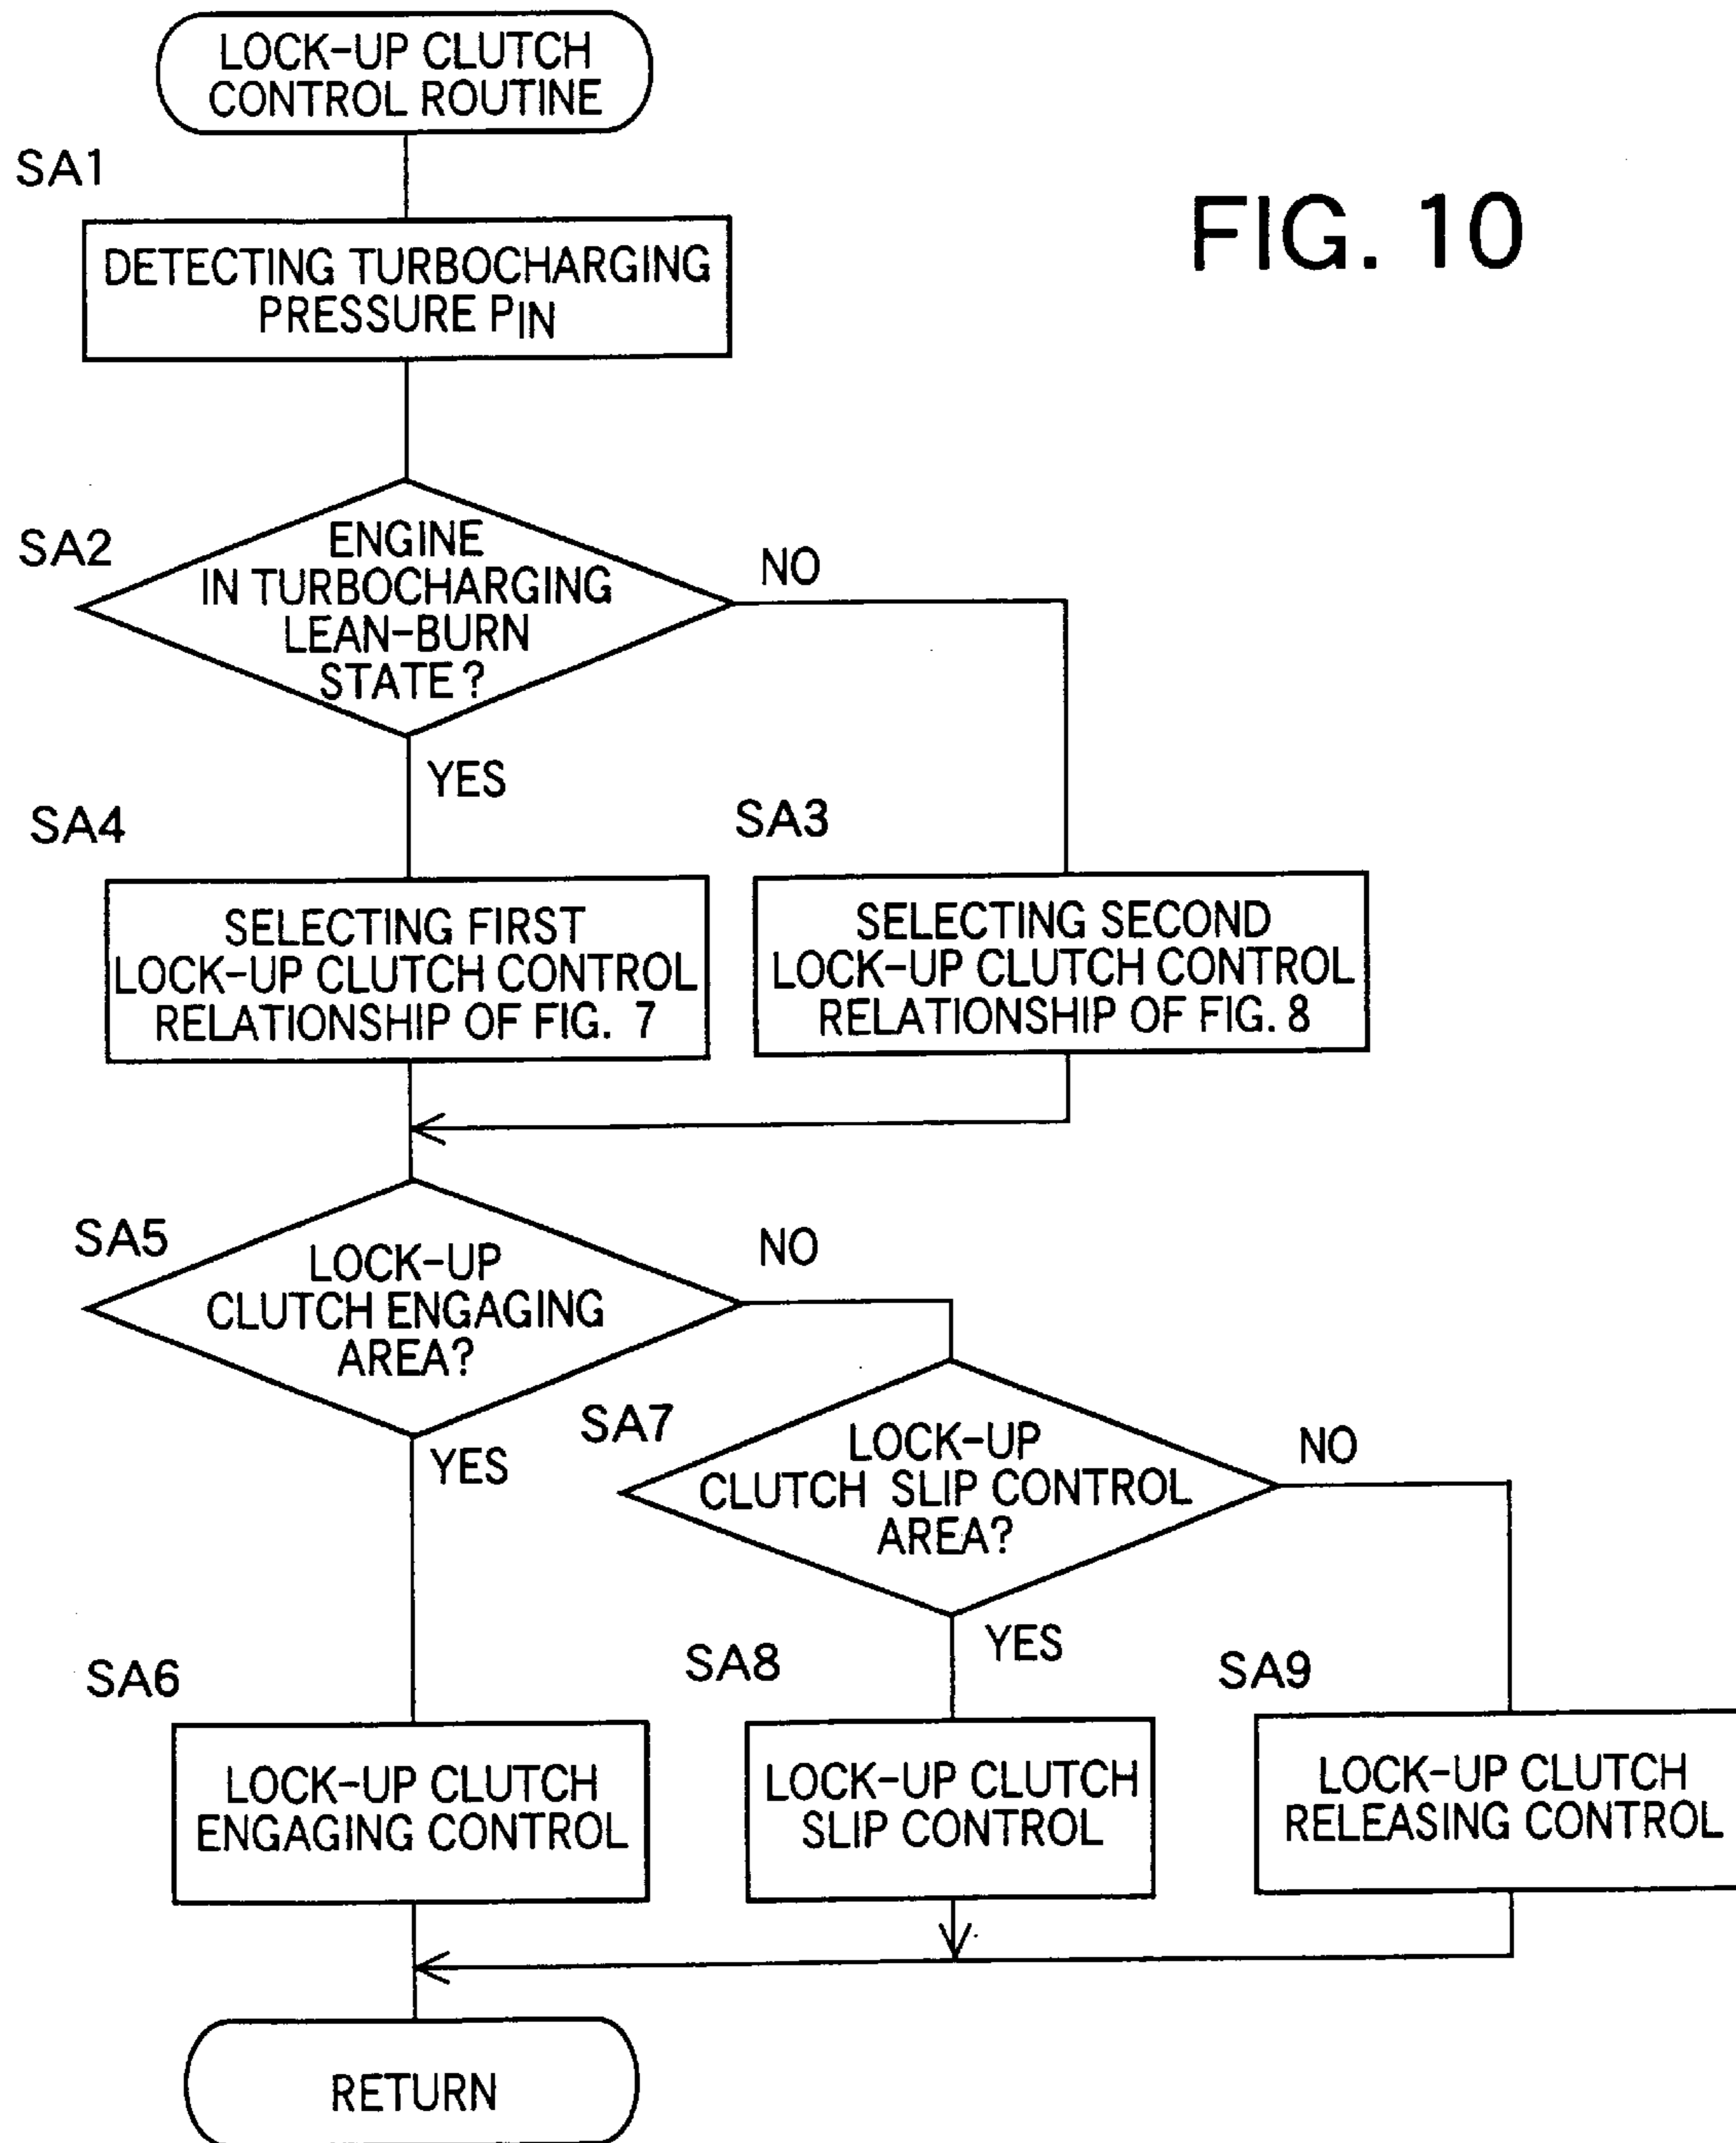 LOCK-UP CLUTCH
CONTROL ROUTINE
FIG. 10
SA1
DETECTING TURBOCHARGING
PRESSURE PIN
SA2
ENGINE
IN TURBOCHARGING
LEAN-BURN
STATE?
NO
YES
SA4
SELECTING FIRST
LOCK-UP CLUTCH CONTROL
RELATIONSHIP OF FIG. 7
SA3
SELECTING SECOND
LOCK-UP CLUTCH CONTROL
RELATIONSHIP OF FIG. 8
SA5
LOCK-UP
CLUTCH ENGAGING
AREA?
NO
YES
SA7
LOCK-UP
CLUTCH SLIP CONTROL
AREA?
NO
YES
SA6
LOCK-UP CLUTCH
ENGAGING CONTROL
SA8
LOCK-UP CLUTCH
SLIP CONTROL
SA9
LOCK-UP CLUTCH
RELEASING CONTROL
RETURN